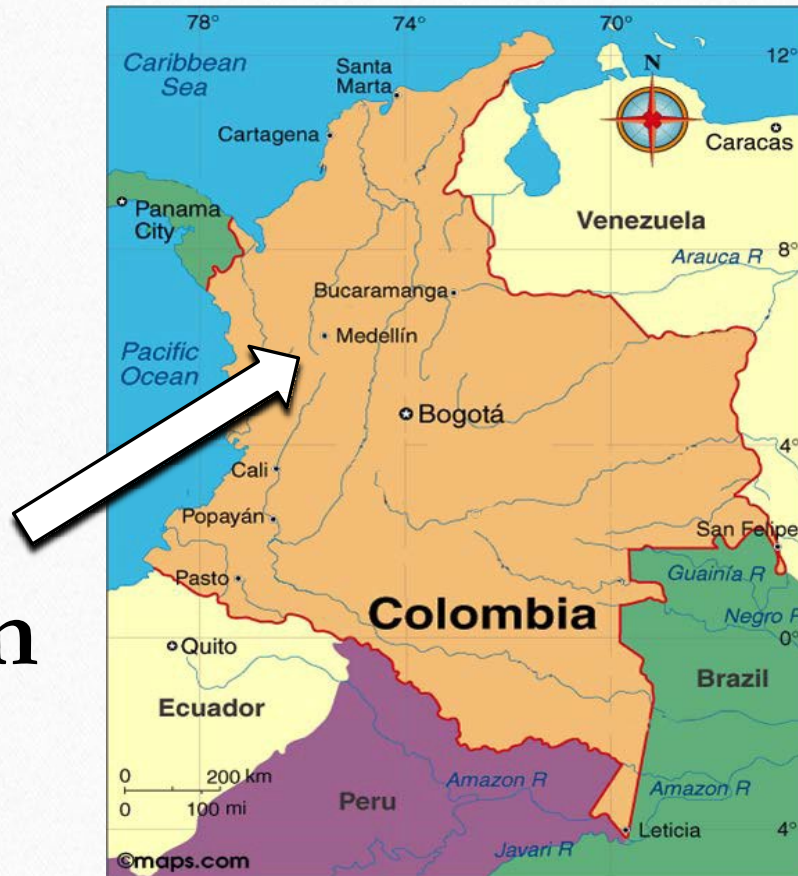 78°
74°
70°
Caribbean
Sea
Santa
Marta
N
12°
Cartagena
Caracas
Panama
City
Venezuela
Arauca R
8°
Bucaramanga
Medellín
Pacific
Ocean
Bogotá
4°
Cali
Popayán
San Felipe
Pasto
Guainía R
Colombia
Negro R
0°
Quito
Brazil
Ecuador
0 200 km
0 100 mi
Amazon R
Amazon R
Peru
Leticia
4°
Javari R
©maps.com